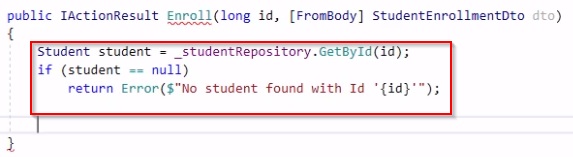 public IActionResult Enroll(long id, [FromBody] StudentEnrollmentDto dto)
{
Student student = _studentRepository.GetById(id);
if (student == null)
return Error($"No student found with Id '{id}'");
}